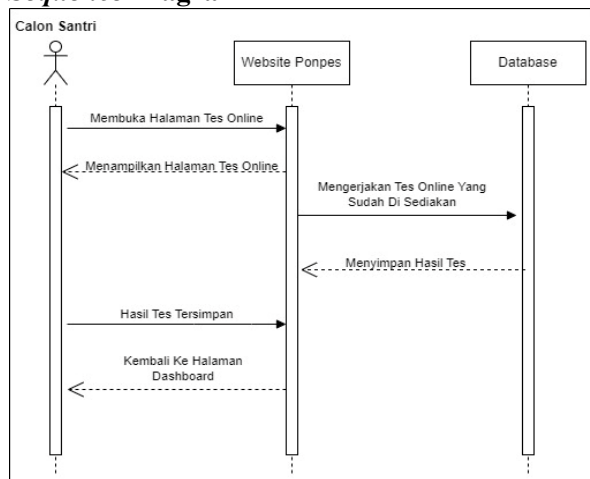 Calon Santri
Website Ponpes
Database
Membuka Halaman Tes Online
Menampilkan Halaman Tes Online
Mengerjakan Tes Online Yang
Sudah Di Sediakan
Menyimpan Hasil Tes
Hasil Tes Tersimpan
Kembali Ke Halaman
Dashboard